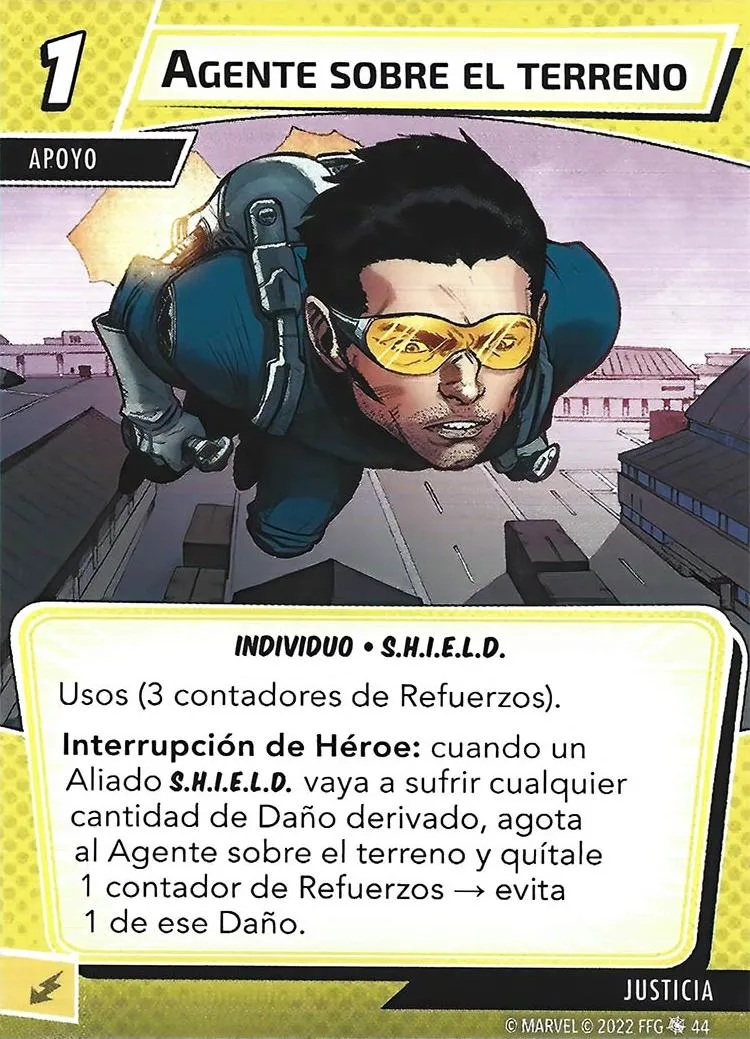 1
AGENTE SOBRE EL TERRENO
APOYO
INDIVIDUO • S.H.I.E.L.D.
Usos (3 contadores de Refuerzos).
Interrupción de Héroe: cuando un
Aliado S.H.I.E.L.D. vaya a sufrir cualquier
cantidad de Daño derivado, agota
al Agente sobre el terreno y quítale
1 contador de Refuerzos → evita
1 de ese Daño.
JUSTICIA
© MARVEL © 2022 FFG 44